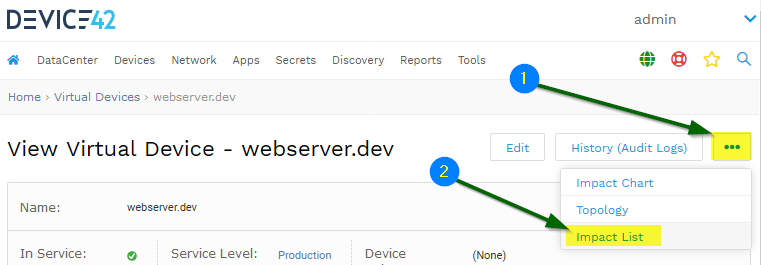 DEVICE42
admin
DataCenter Devices Network Apps Secrets Discovery Reports Tools
1
Home › Virtual Devices › webserver.dev
View Virtual Device - webserver.dev
Edit
History (Audit Logs)
•••
2
Impact Chart
Topology
Impact List
Name: webserver.dev
In Service: Service Level: Production Device (None)